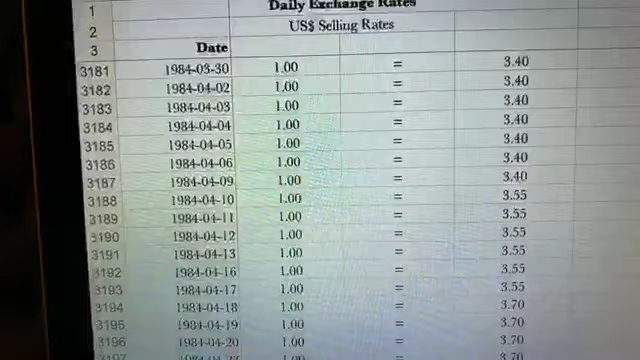 1 Daily Exchange Rates
2 US$ Selling Rates
3 Date
3181 1984-03-30 1.00 = 3.40
3182 1984-04-02 1.00 = 3.40
3183 1984-04-03 1.00 = 3.40
3184 1984-04-04 1.00 = 3.40
3185 1984-04-05 1.00 = 3.40
3186 1984-04-06 1.00 = 3.40
3187 1984-04-09 1.00 = 3.40
3188 1984-04-10 1.00 = 3.55
3189 1984-04-11 1.00 = 3.55
3190 1984-04-12 1.00 = 3.55
3191 1984-04-13 1.00 = 3.55
3192 1984-04-16 1.00 = 3.55
3193 1984-04-17 1.00 = 3.55
3194 1984-04-18 1.00 = 3.70
3195 1984-04-19 1.00 = 3.70
3196 1984-04-20 1.00 = 3.70
3197 1.00 = 3.70